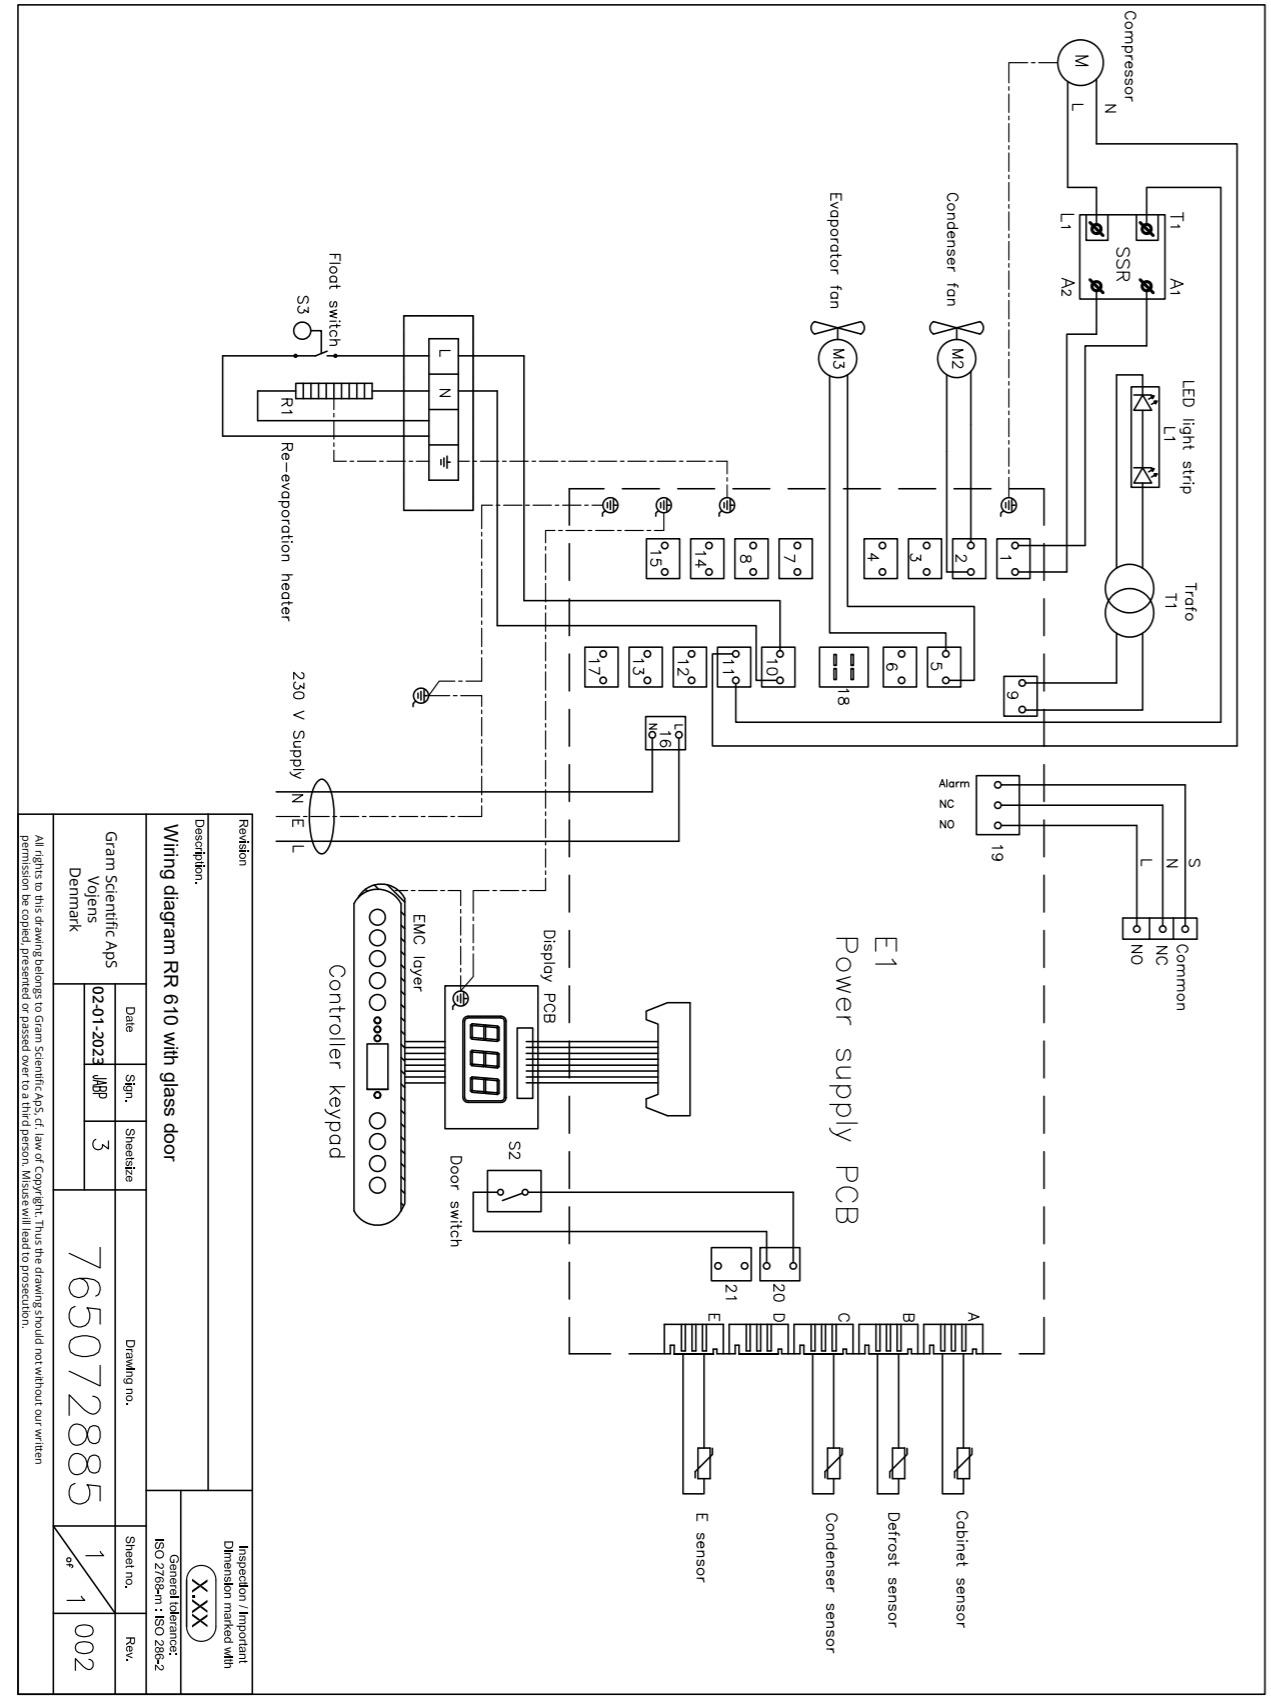 Compressor
M
N
L
T1
L1
SSR
A1
A2
LED light strip
L1
Trafo
T1
Condenser fan
M2
Evaporator fan
M3
Float switch
S3
L
N
R1
Re-evaporation heater
1
2
3
4
7
8
14
15
9
5
6
18
10
11
12
13
17
L
N
16
230 V Supply
N
E
L
Alarm
NC
NO
19
S
N
L
Common
NC
NO
E1
Power supply PCB
Display PCB
EMC layer
Controller keypad
S2
Door switch
20
21
A
B
C
D
E
Cabinet sensor
Defrost sensor
Condenser sensor
E sensor
Revision
Description.
Wiring diagram RR 610 with glass door
Inspection / Important
Dimension marked with
X.XX
Generel tolerance:
ISO 2768-m : ISO 286-2
Gram Scientific ApS
Vojens
Denmark
Date
Sign.
Sheetsize
Drawing no.
Sheet no.
Rev.
02-01-2023
3
765072885
1 of 1
002
All rights to this drawing belongs to Gram Scientific ApS, cf. law of Copyright. Thus the drawing should not without our written
permission be copied, presented or passed over to a third person. Misuse will lead to prosecution.